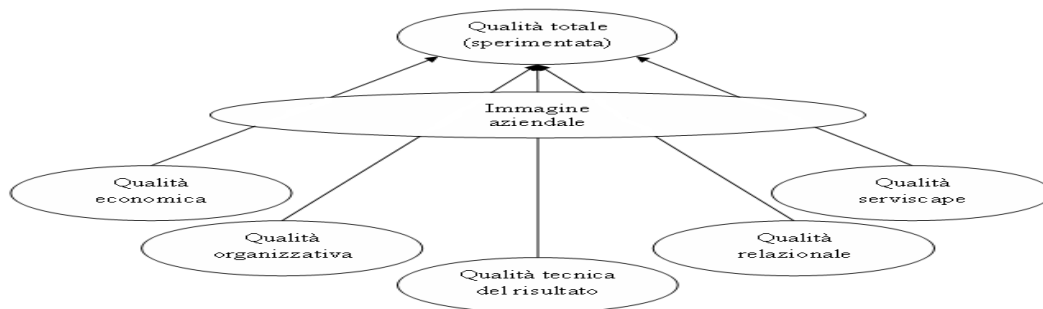 Qualità totale
(sperimentata)
Immagine
aziendale
Qualità
economica
Qualità
serviscape
Qualità
organizzativa
Qualità
relazionale
Qualità tecnica
del risultato